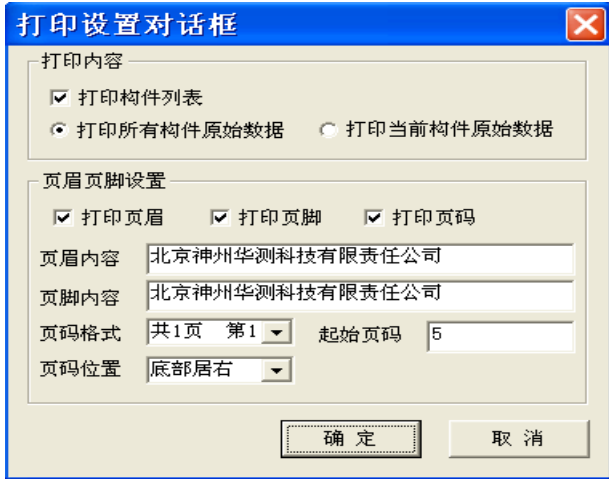 打印设置对话框
打印内容
打印构件列表
打印所有构件原始数据 打印当前构件原始数据
页眉页脚设置
打印页眉 打印页脚 打印页码
页眉内容 北京神州华测科技有限责任公司
页脚内容 北京神州华测科技有限责任公司
页码格式 共1页 第1 起始页码 5
页码位置 底部居右
确定 取消